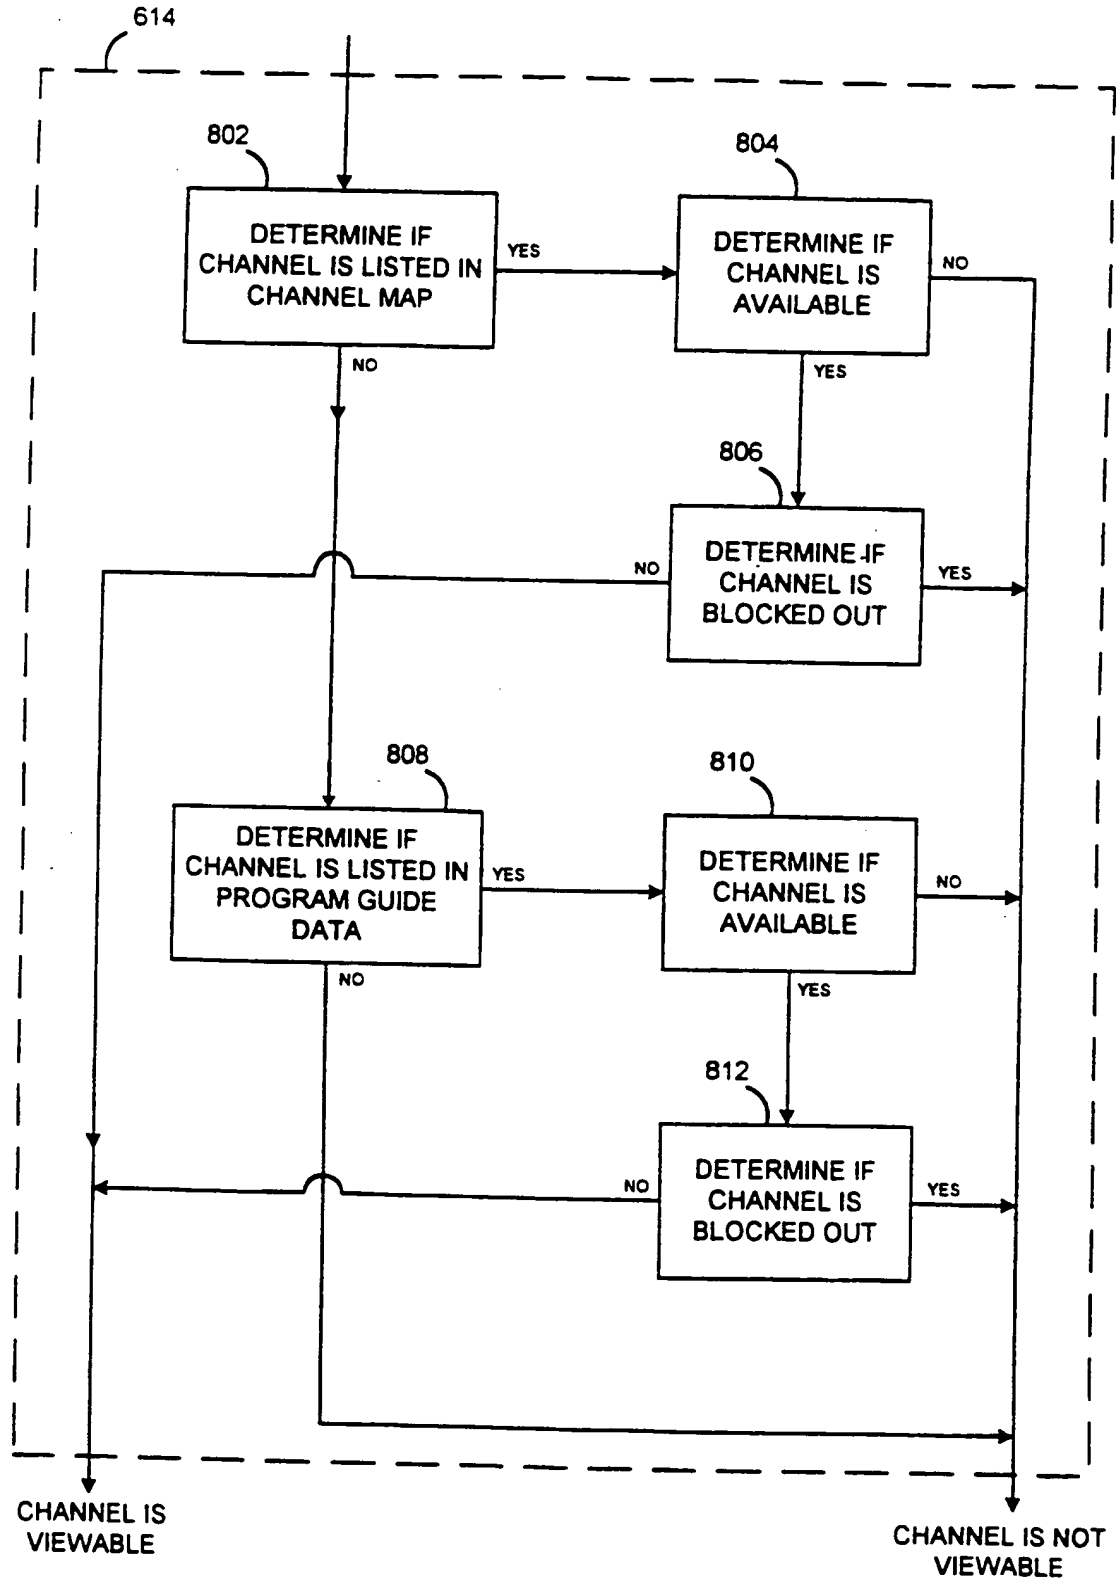 614
802
DETERMINE IF
CHANNEL IS LISTED IN
CHANNEL MAP
YES
NO
804
DETERMINE IF
CHANNEL IS
AVAILABLE
NO
YES
806
DETERMINE IF
CHANNEL IS
BLOCKED OUT
NO
YES
808
DETERMINE IF
CHANNEL IS LISTED IN
PROGRAM GUIDE
DATA
YES
NO
810
DETERMINE IF
CHANNEL IS
AVAILABLE
NO
YES
812
DETERMINE IF
CHANNEL IS
BLOCKED OUT
NO
YES
CHANNEL IS
VIEWABLE
CHANNEL IS NOT
VIEWABLE